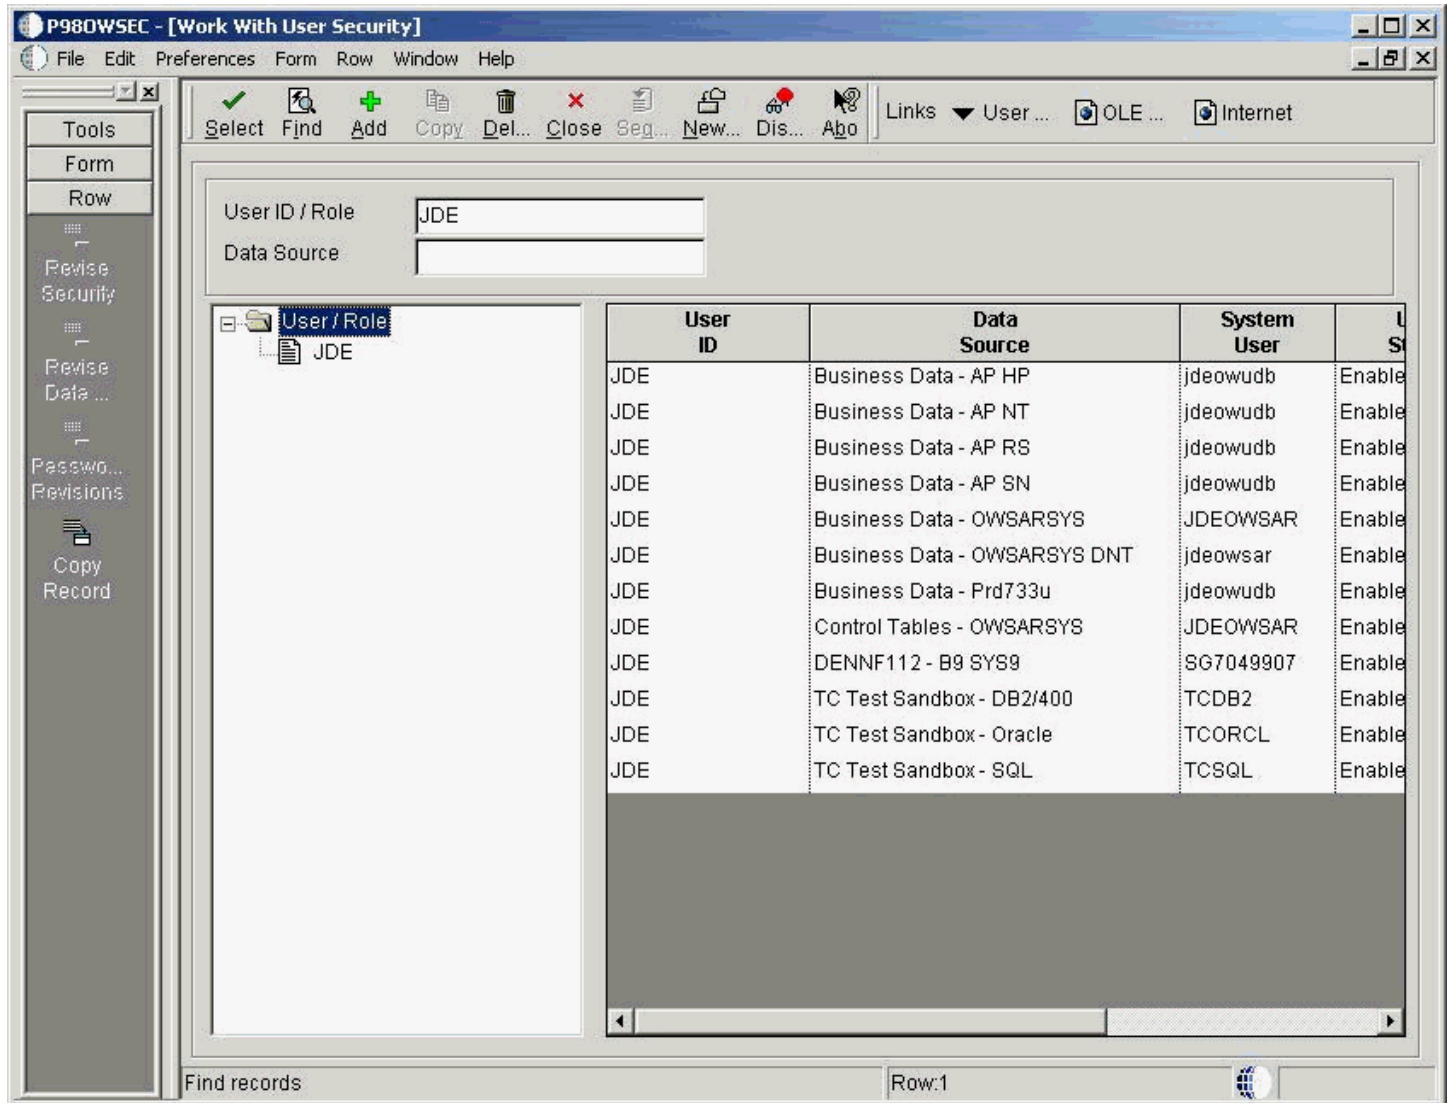 P98OWSEC - [Work With User Security]
File Edit Preferences Form Row Window Help
Select Find Add Copy Del... Close Seq... New... Dis... Abo Links User ... OLE ... Internet
Tools
Form
Row
Revise
Security
Revise
Data ...
Passwo...
Revisions
Copy
Record
User ID / Role JDE
Data Source
User / Role
JDE
User ID Data Source System User U St
JDE Business Data - AP HP jdeowudb Enable
JDE Business Data - AP NT jdeowudb Enable
JDE Business Data - AP RS jdeowudb Enable
JDE Business Data - AP SN jdeowudb Enable
JDE Business Data - OWSARSYS JDEOWSAR Enable
JDE Business Data - OWSARSYS DNT jdeowsar Enable
JDE Business Data - Prd733u jdeowudb Enable
JDE Control Tables - OWSARSYS JDEOWSAR Enable
JDE DENNF112 - B9 SYS9 SG7049907 Enable
JDE TC Test Sandbox - DB2/400 TCDB2 Enable
JDE TC Test Sandbox - Oracle TCORCL Enable
JDE TC Test Sandbox - SQL TCSQL Enable
Find records Row:1